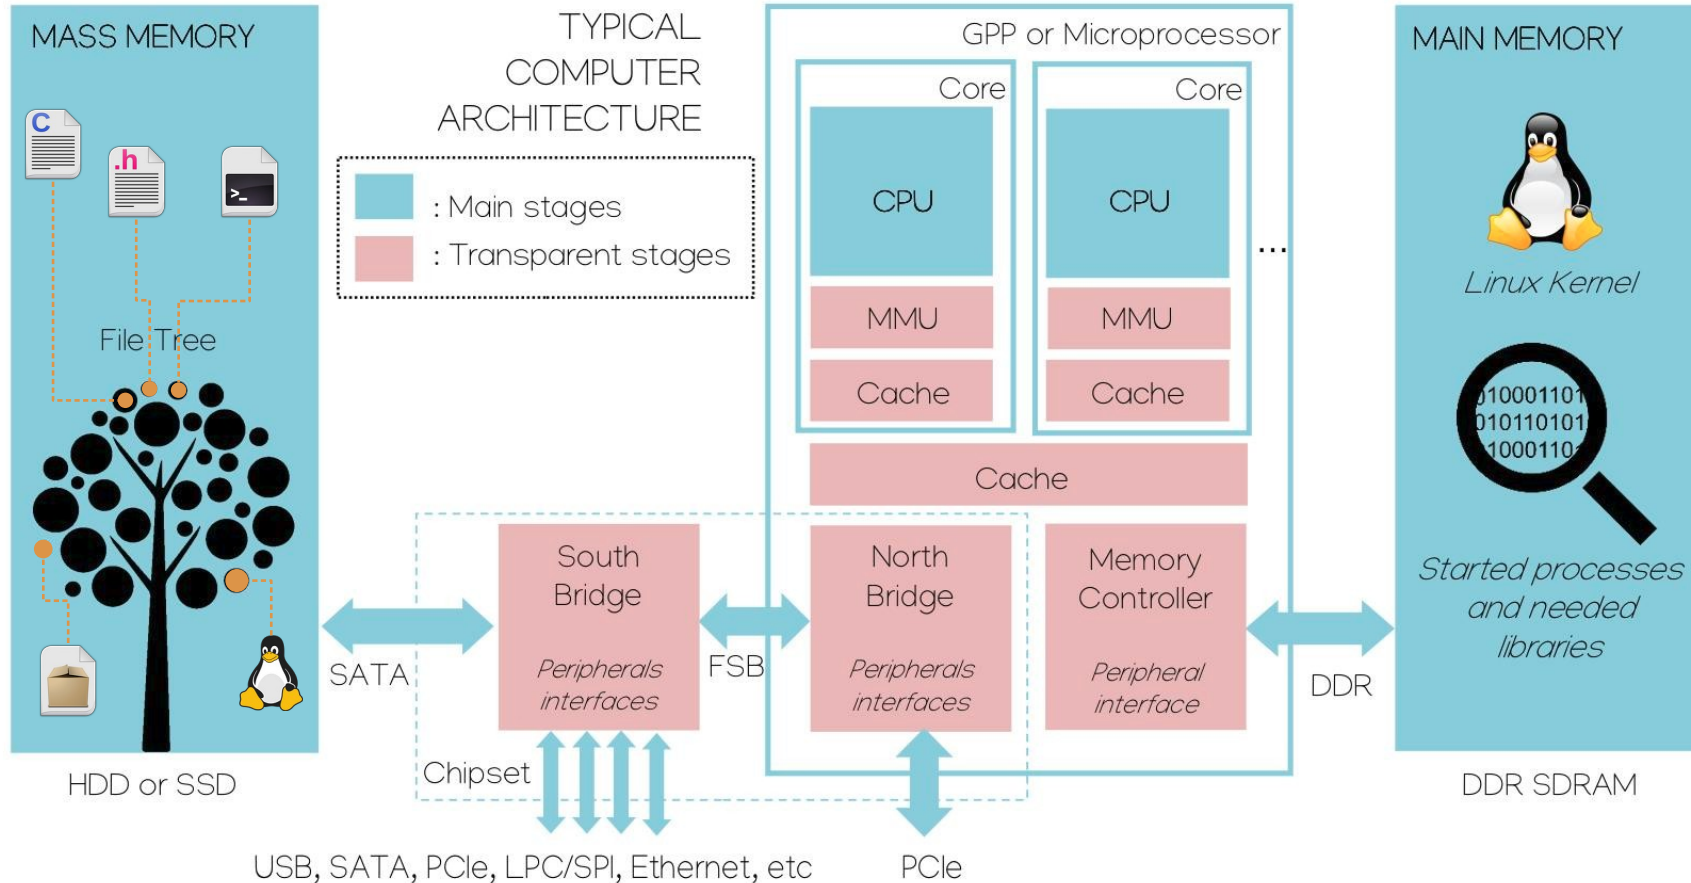 MASS MEMORY
C
.h
>_
File Tree
HDD or SSD
TYPICAL
COMPUTER
ARCHITECTURE
: Main stages
: Transparent stages
GPP or Microprocessor
Core
CPU
MMU
Cache
Core
CPU
MMU
Cache
...
Cache
South
Bridge
Peripherals
interfaces
North
Bridge
Peripherals
interfaces
Memory
Controller
Peripheral
interface
SATA
FSB
DDR
Chipset
USB, SATA, PCIe, LPC/SPI, Ethernet, etc
PCIe
MAIN MEMORY
Linux Kernel
010001101
010110101
10001101
Started processes
and needed
libraries
DDR SDRAM